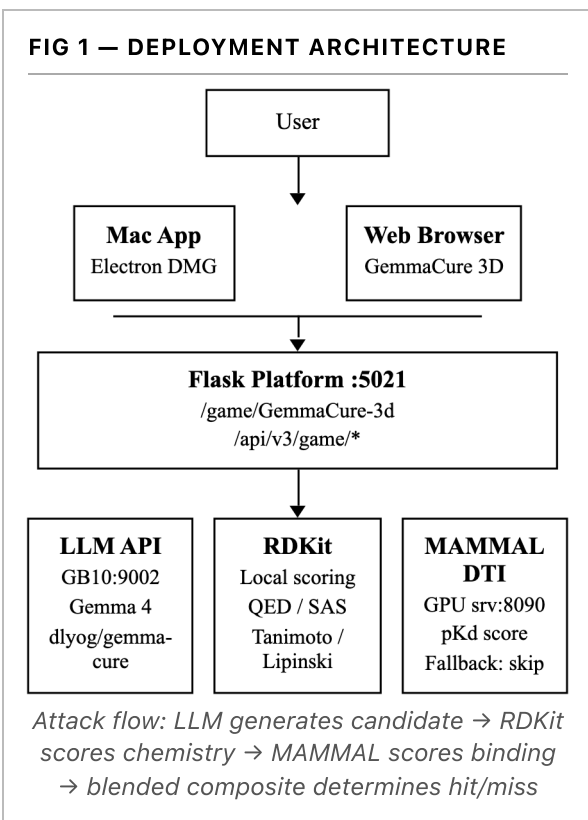 FIG 1 — DEPLOYMENT ARCHITECTURE
User
Mac App
Electron DMG
Web Browser
GemmaCure 3D
Flask Platform :5021
/game/GemmaCure-3d
/api/v3/game/*
LLM API
GB10:9002
Gemma 4
dlyog/gemma-
cure
RDKit
Local scoring
QED / SAS
Tanimoto /
Lipinski
MAMMAL
DTI
GPU srv:8090
pKd score
Fallback: skip
Attack flow: LLM generates candidate → RDKit
scores chemistry → MAMMAL scores binding
→ blended composite determines hit/miss